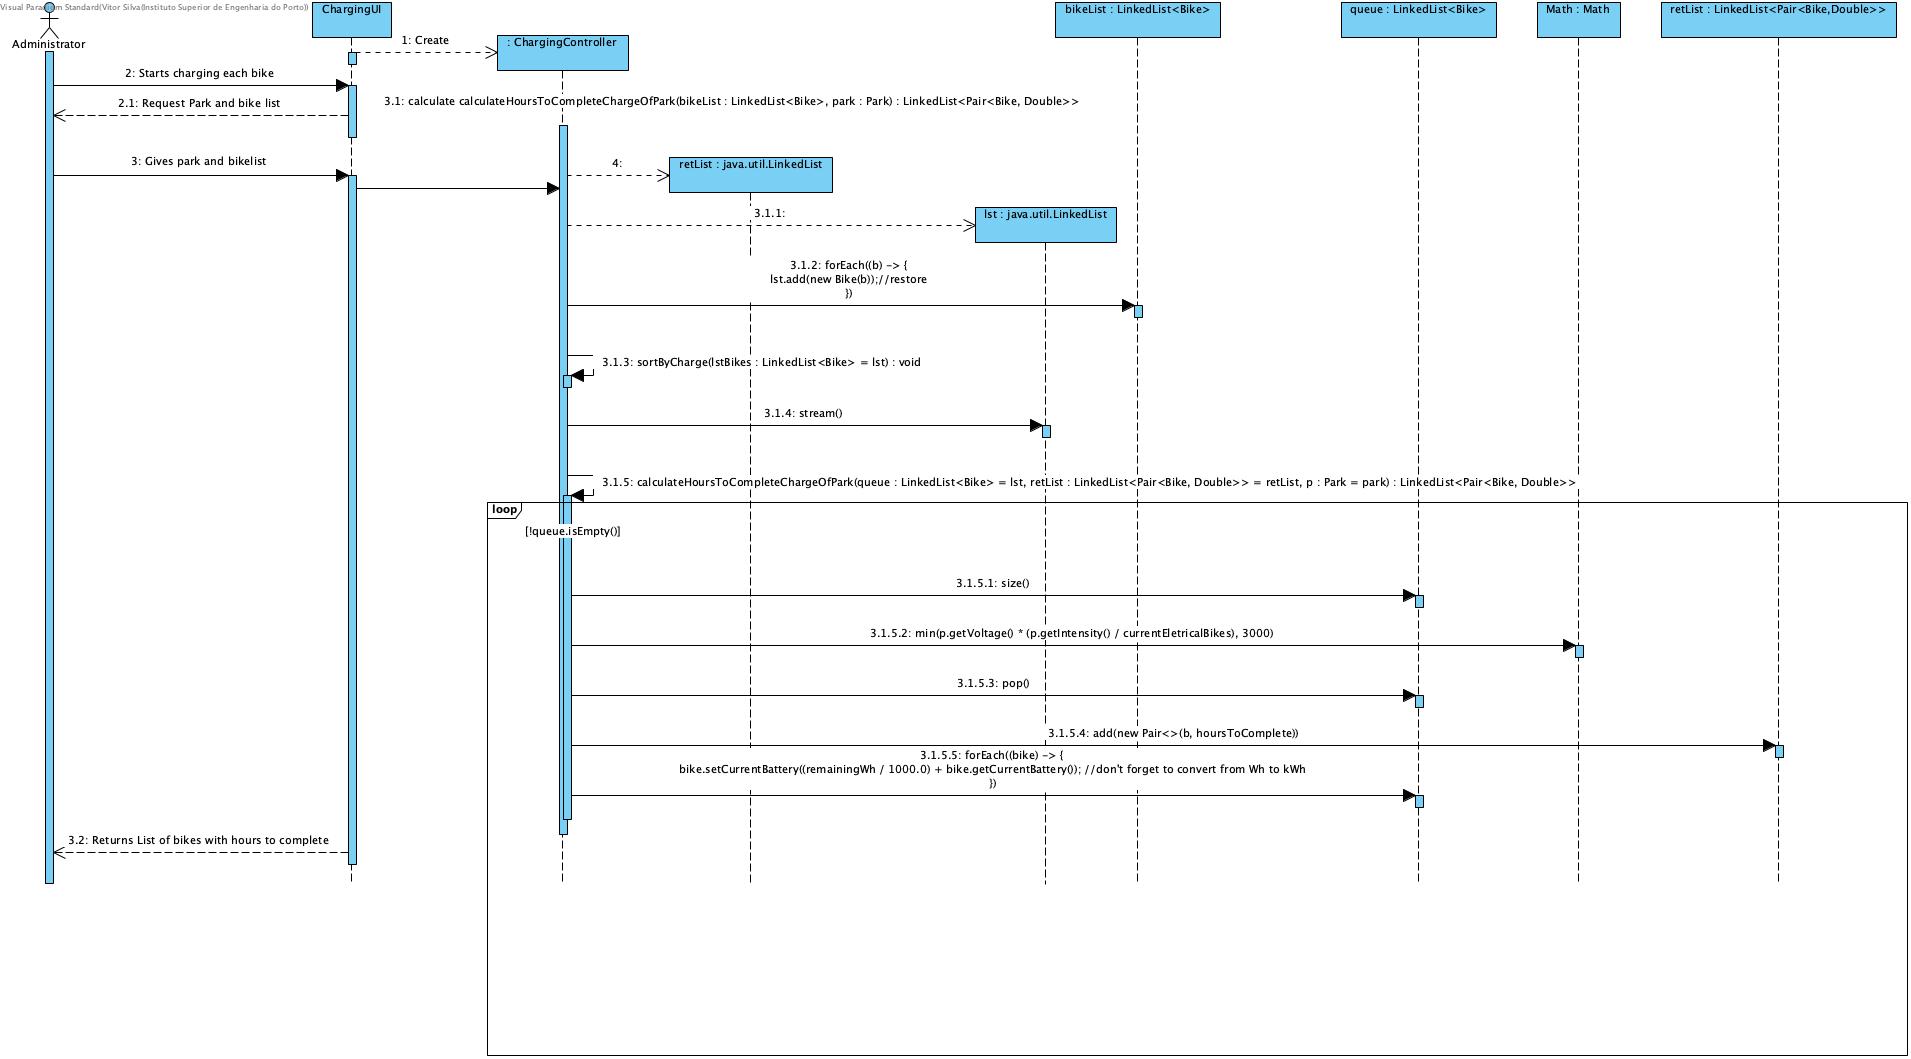 Visual Paradigm Standard(Vitor Silva(Instituto Superior de Engenharia do Porto))
Administrator
ChargingUI
bikeList : LinkedList<Bike>
queue : LinkedList<Bike>
Math : Math
retList : LinkedList<Pair<Bike,Double>>
1: Create
: ChargingController
2: Starts charging each bike
2.1: Request Park and bike list
3.1: calculate calculateHoursToCompleteChargeOfPark(bikeList : LinkedList<Bike>, park : Park) : LinkedList<Pair<Bike, Double>>
3: Gives park and bikelist
4:
retList : java.util.LinkedList
3.1.1:
lst : java.util.LinkedList
3.1.2: forEach((b) -> {
lst.add(new Bike(b));//restore
})
3.1.3: sortByCharge(lstBikes : LinkedList<Bike> = lst) : void
3.1.4: stream()
3.1.5: calculateHoursToCompleteChargeOfPark(queue : LinkedList<Bike> = lst, retList : LinkedList<Pair<Bike, Double>> = retList, p : Park = park) : LinkedList<Pair<Bike, Double>>
loop
[!queue.isEmpty()]
3.1.5.1: size()
3.1.5.2: min(p.getVoltage() * (p.getIntensity() / currentEletricalBikes), 3000)
3.1.5.3: pop()
3.1.5.4: add(new Pair<>(b, hoursToComplete))
3.1.5.5: forEach((bike) -> {
bike.setCurrentBattery((remainingWh / 1000.0) + bike.getCurrentBattery()); //don't forget to convert from Wh to kWh
})
3.2: Returns List of bikes with hours to complete